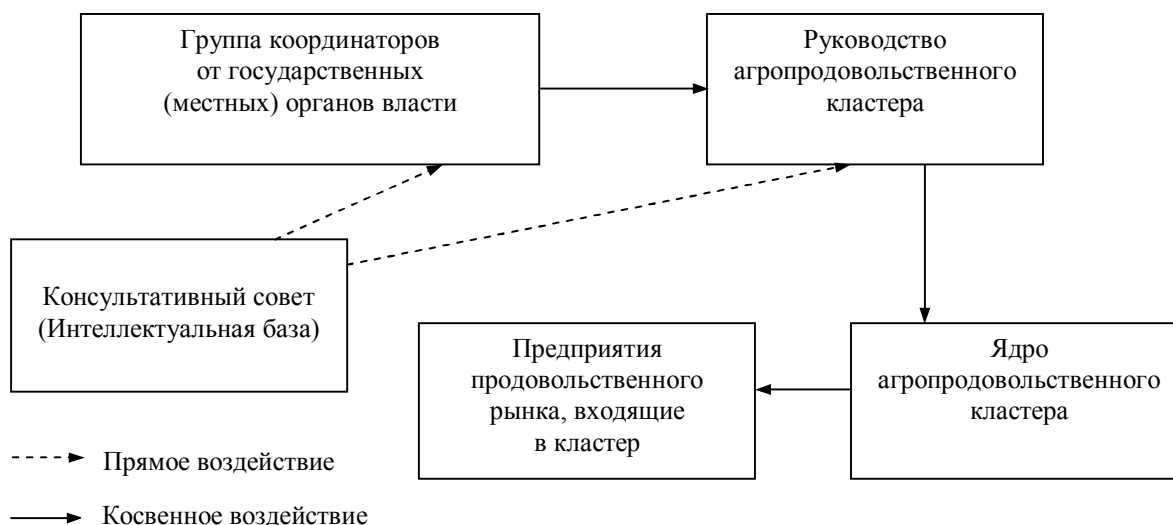 Группа координаторов
от государственных
(местных) органов власти
Руководство
агропродовольственного
кластера
Консультативный совет
(Интеллектуальная база)
Предприятия
продовольственного
рынка, входящие
в кластер
Ядро
агропродовольственного
кластера
Прямое воздействие
Косвенное воздействие